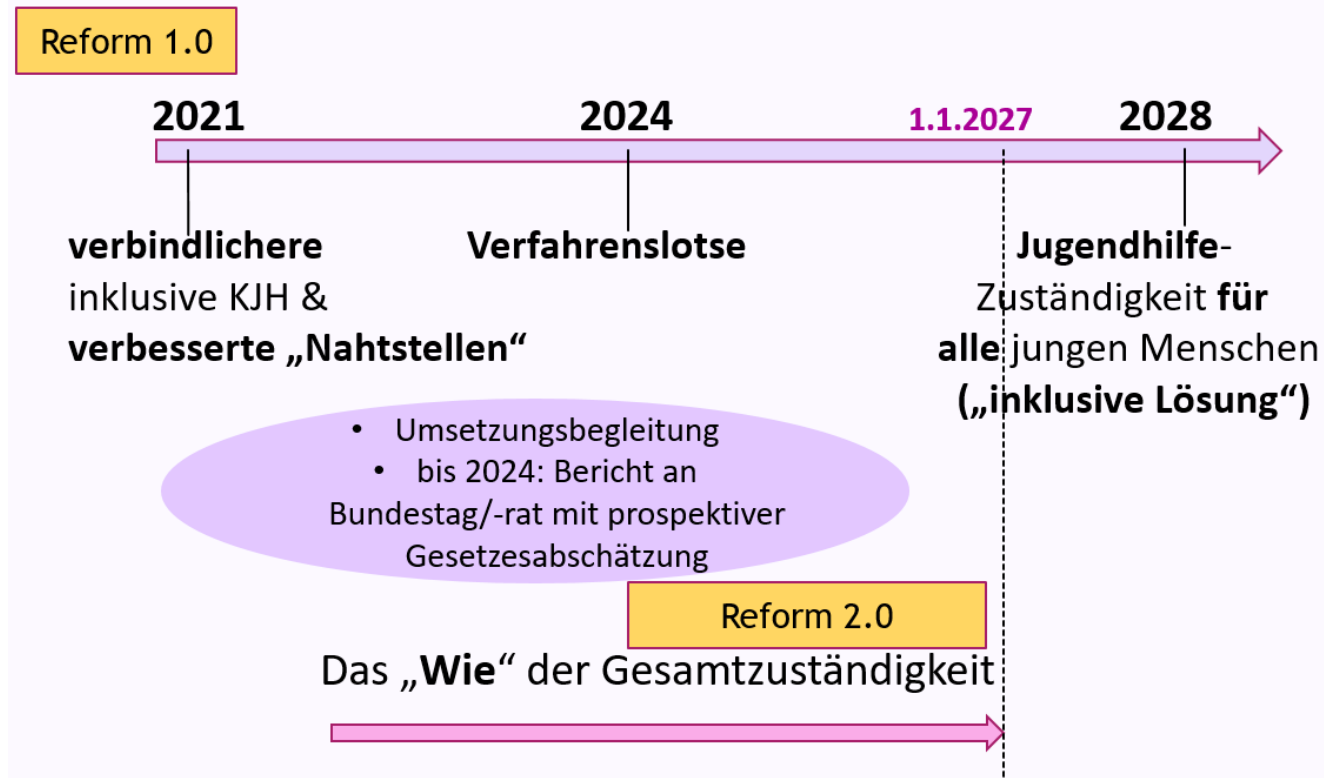 Reform 1.0
2021
2024
1.1.2027
2028
verbindlichere
inklusive KJH &
verbesserte „Nahtstellen“
Verfahrenslotse
Jugendhilfe-
Zuständigkeit für
alle jungen Menschen
(„inklusive Lösung“)
• Umsetzungsbegleitung
• bis 2024: Bericht an
Bundestag/-rat mit prospektiver
Gesetzesabschätzung
Reform 2.0
Das „Wie“ der Gesamtzuständigkeit